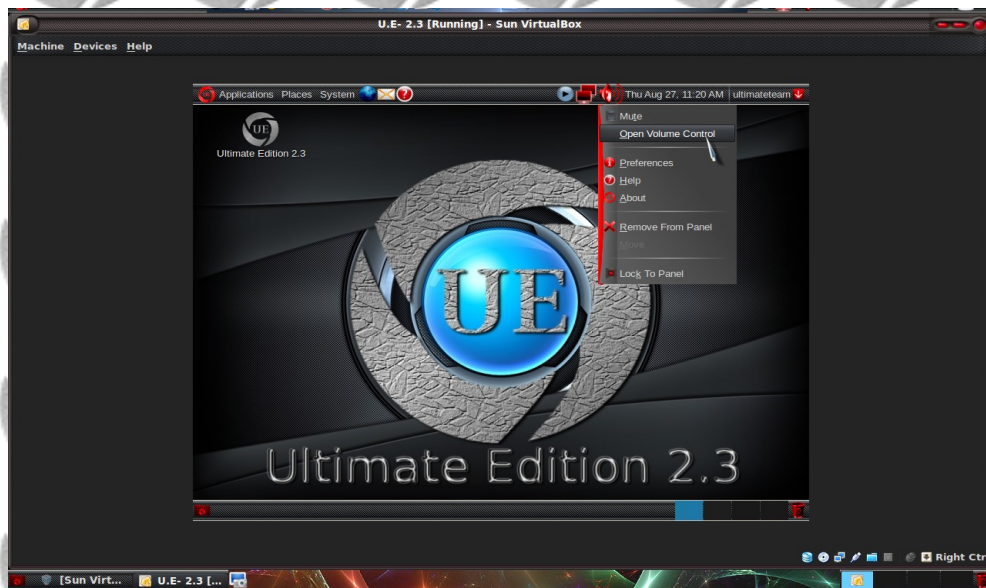 U.E- 2.3 [Running] - Sun VirtualBox
Machine Devices Help
Applications Places System Thu Aug 27, 11:20 AM ultimateteam
UE
Ultimate Edition 2.3
Mute
Open Volume Control
Preferences
Help
About
Remove From Panel
Move
Lock To Panel
UE
Ultimate Edition 2.3
Right Ctr
[Sun Virt... U.E- 2.3 [...